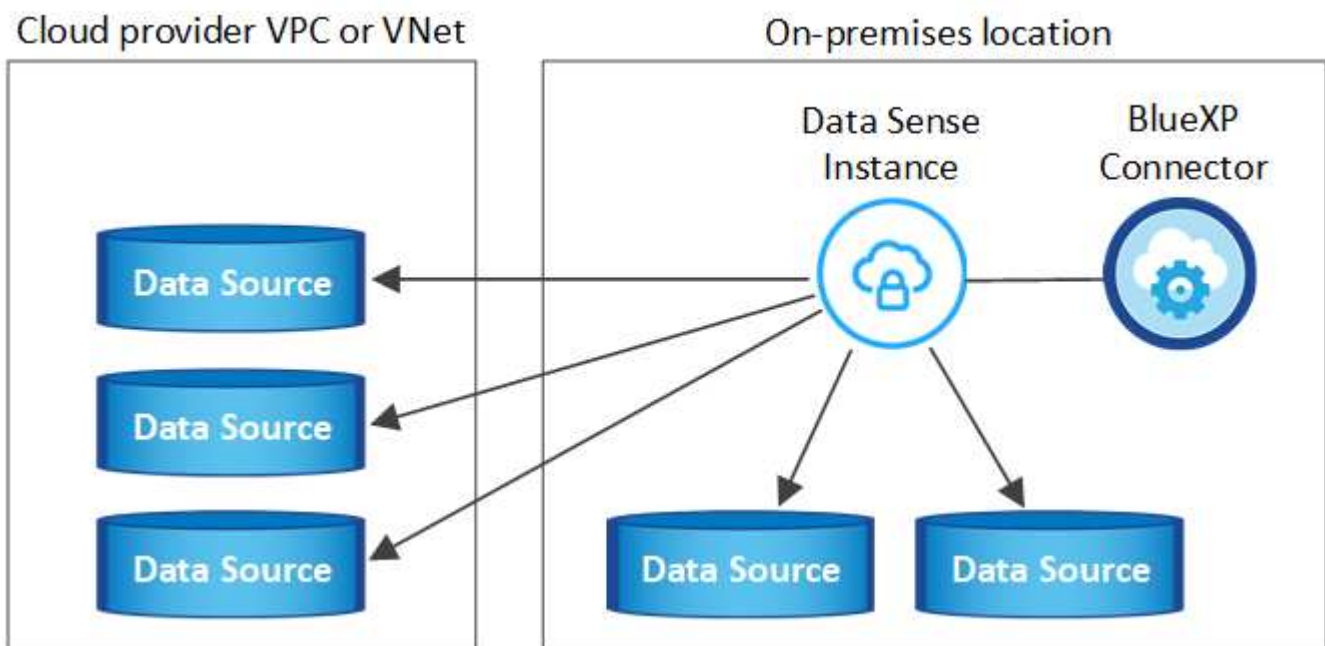 Cloud provider VPC or VNet
On-premises location
Data Sense
Instance
BlueXP
Connector
Data Source
Data Source
Data Source
Data Source
Data Source